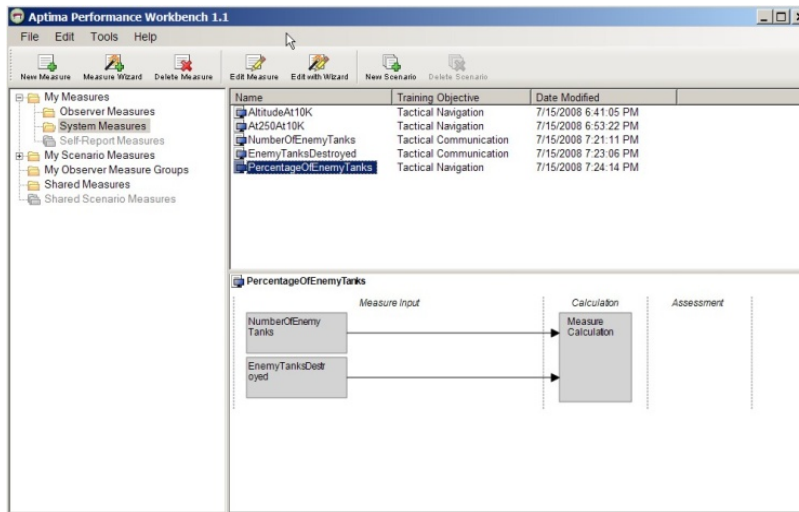 Aptima Performance Workbench 1.1
File Edit Tools Help
New Measure Measure Wizard Delete Measure Edit Measure Edit with Wizard New Scenario Delete Scenario
My Measures
Observer Measures
System Measures
Self-Report Measures
My Scenario Measures
My Observer Measure Groups
Shared Measures
Shared Scenario Measures
Name Training Objective Date Modified
AltitudeAt10K Tactical Navigation 7/15/2008 6:41:05 PM
At250At10K Tactical Navigation 7/15/2008 6:53:22 PM
NumberOfEnemyTanks Tactical Communication 7/15/2008 7:21:11 PM
EnemyTanksDestroyed Tactical Communication 7/15/2008 7:23:06 PM
PercentageOfEnemyTanks Tactical Navigation 7/15/2008 7:24:14 PM
PercentageOfEnemyTanks
Measure Input Calculation Assessment
NumberOfEnemy
Tanks
EnemyTanksDestr
oyed
Measure
Calculation